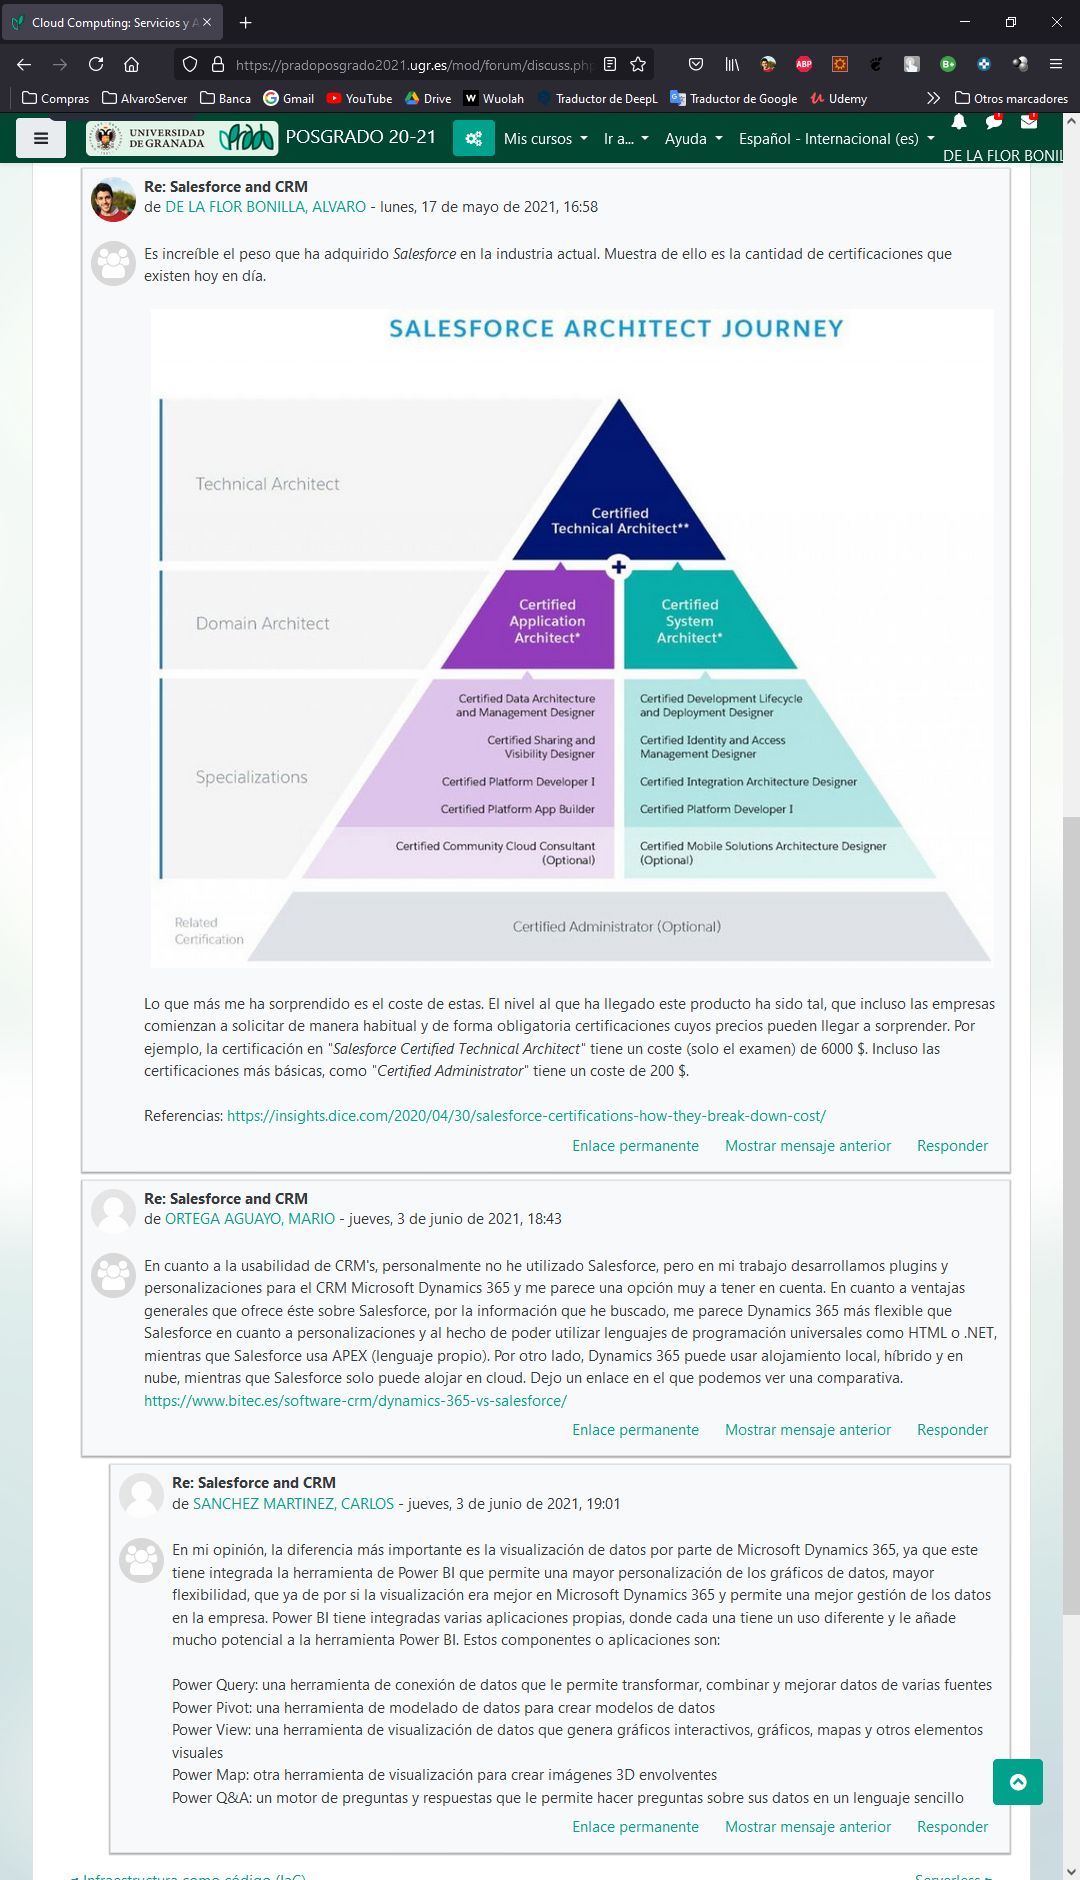 Cloud Computing: Servicios y A
https://pradoposgrado2021.ugr.es/mod/forum/discuss.php
ABP
B+
Compras
AlvaroServer
Banca
Gmail
YouTube
Drive
Wuolah
Traductor de DeepL
Traductor de Google
Udemy
Otros marcadores
UNIVERSIDAD
DE GRANADA
POSGRADO 20-21
Mis cursos
Ir a...
Ayuda
Español - Internacional (es)
DE LA FLOR BONIL
Re: Salesforce and CRM
de DE LA FLOR BONILLA, ALVARO - lunes, 17 de mayo de 2021, 16:58
Es increíble el peso que ha adquirido Salesforce en la industria actual. Muestra de ello es la cantidad de certificaciones que
existen hoy en día.
SALESFORCE ARCHITECT JOURNEY
Technical Architect
Certified
Technical Architect**
Domain Architect
Certified
Application
Architect*
Certified
System
Architect*
Specializations
Certified Data Architecture
and Management Designer
Certified Sharing and
Visibility Designer
Certified Platform Developer I
Certified Platform App Builder
Certified Community Cloud Consultant
(Optional)
Certified Development Lifecycle
and Deployment Designer
Certified Identity and Access
Management Designer
Certified Integration Architecture Designer
Certified Platform Developer I
Certified Mobile Solutions Architecture Designer
(Optional)
Related
Certification
Certified Administrator (Optional)
Lo que más me ha sorprendido es el coste de estas. El nivel al que ha llegado este producto ha sido tal, que incluso las empresas
comienzan a solicitar de manera habitual y de forma obligatoria certificaciones cuyos precios pueden llegar a sorprender. Por
ejemplo, la certificación en "Salesforce Certified Technical Architect" tiene un coste (solo el examen) de 6000 $. Incluso las
certificaciones más básicas, como "Certified Administrator" tiene un coste de 200 $.
Referencias: https://insights.dice.com/2020/04/30/salesforce-certifications-how-they-break-down-cost/
Enlace permanente Mostrar mensaje anterior Responder
Re: Salesforce and CRM
de ORTEGA AGUAYO, MARIO - jueves, 3 de junio de 2021, 18:43
En cuanto a la usabilidad de CRM's, personalmente no he utilizado Salesforce, pero en mi trabajo desarrollamos plugins y
personalizaciones para el CRM Microsoft Dynamics 365 y me parece una opción muy a tener en cuenta. En cuanto a ventajas
generales que ofrece éste sobre Salesforce, por la información que he buscado, me parece Dynamics 365 más flexible que
Salesforce en cuanto a personalizaciones y al hecho de poder utilizar lenguajes de programación universales como HTML o .NET,
mientras que Salesforce usa APEX (lenguaje propio). Por otro lado, Dynamics 365 puede usar alojamiento local, híbrido y en
nube, mientras que Salesforce solo puede alojar en cloud. Dejo un enlace en el que podemos ver una comparativa.
https://www.bitec.es/software-crm/dynamics-365-vs-salesforce/
Enlace permanente Mostrar mensaje anterior Responder
Re: Salesforce and CRM
de SANCHEZ MARTINEZ, CARLOS - jueves, 3 de junio de 2021, 19:01
En mi opinión, la diferencia más importante es la visualización de datos por parte de Microsoft Dynamics 365, ya que este
tiene integrada la herramienta de Power BI que permite una mayor personalización de los gráficos de datos, mayor
flexibilidad, que ya de por si la visualización era mejor en Microsoft Dynamics 365 y permite una mejor gestión de los datos
en la empresa. Power BI tiene integradas varias aplicaciones propias, donde cada una tiene un uso diferente y le añade
mucho potencial a la herramienta Power BI. Estos componentes o aplicaciones son:
Power Query: una herramienta de conexión de datos que le permite transformar, combinar y mejorar datos de varias fuentes
Power Pivot: una herramienta de modelado de datos para crear modelos de datos
Power View: una herramienta de visualización de datos que genera gráficos interactivos, gráficos, mapas y otros elementos
visuales
Power Map: otra herramienta de visualización para crear imágenes 3D envolventes
Power Q&A: un motor de preguntas y respuestas que le permite hacer preguntas sobre sus datos en un lenguaje sencillo
Enlace permanente Mostrar mensaje anterior Responder
◄ Infraestructura como código (IaC)
Serverless ►